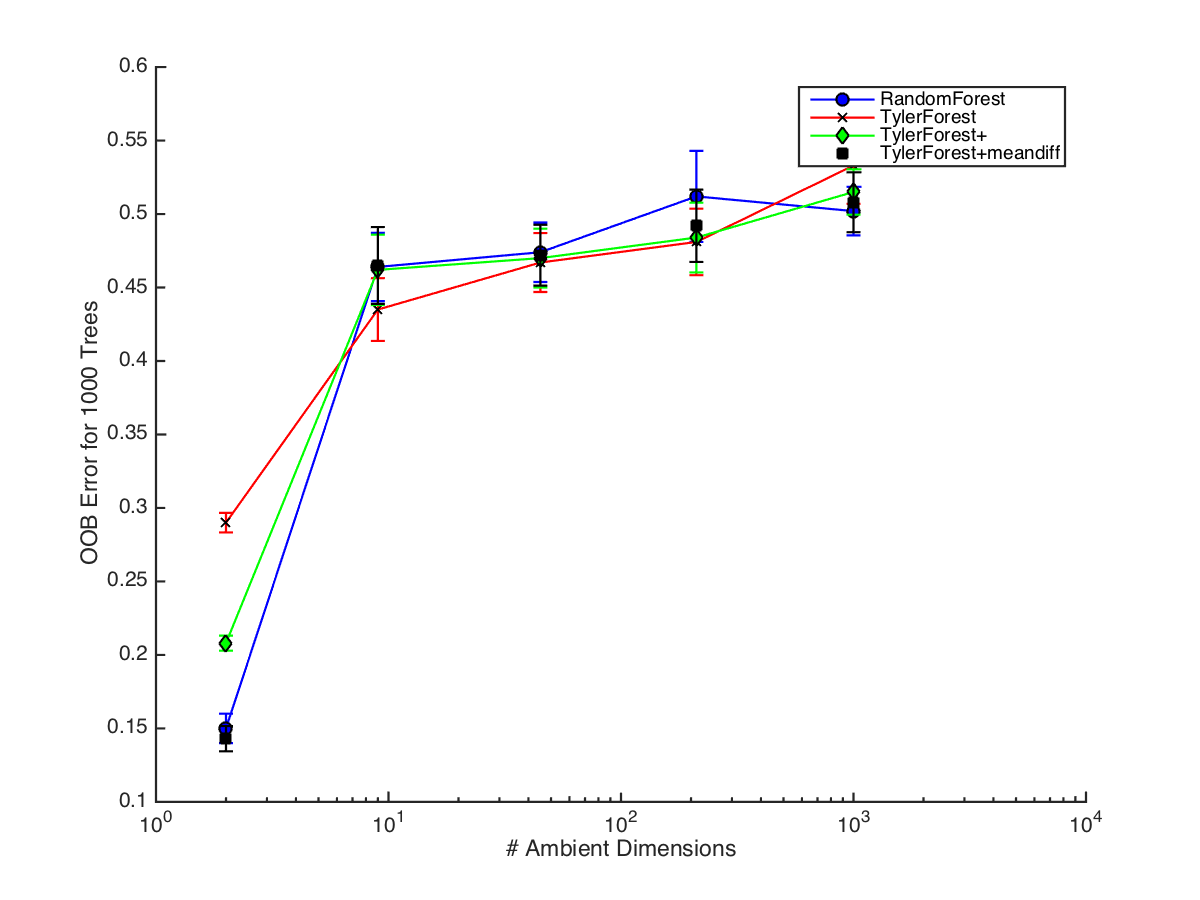 0.6
0.55
0.5
0.45
0.4
0.35
0.3
0.25
0.2
0.15
0.1
OOB Error for 1000 Trees
RandomForest
TylerForest
TylerForest+
TylerForest+meandiff
10^0 10^1 10^2 10^3 10^4
# Ambient Dimensions